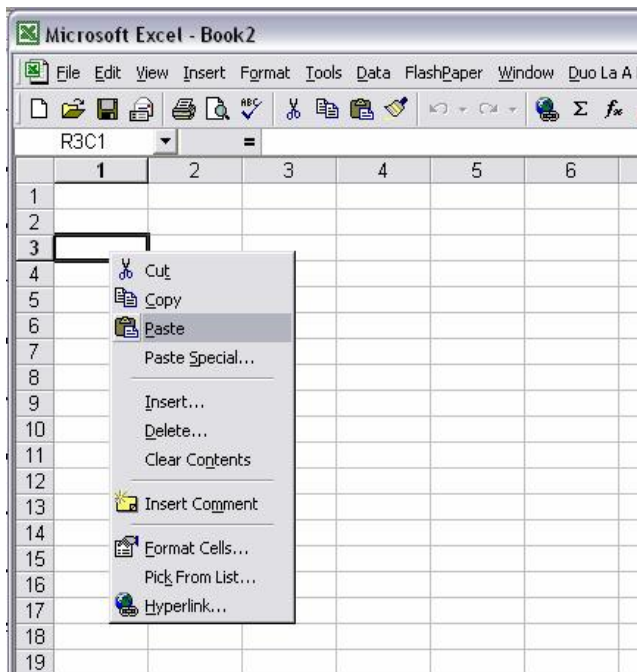 Microsoft Excel - Book2
File Edit View Insert Format Tools Data FlashPaper Window Duo La A
ABC Σ fx
R3C1 =
1 2 3 4 5 6
1
2
3
4 Cut
5 Copy
6 Paste
7 Paste Special...
8
9 Insert...
10 Delete...
11 Clear Contents
12
13 Insert Comment
14
15 Format Cells...
16 Pick From List...
17 Hyperlink...
18
19